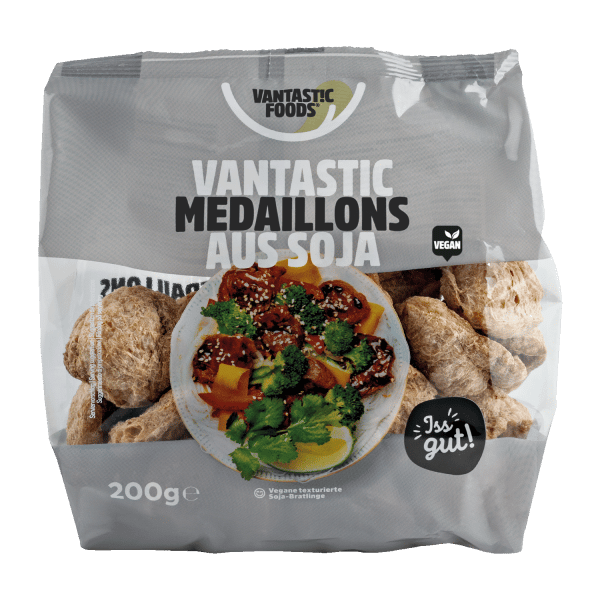 VANTASTIC
FOODS®
VANTASTIC
MEDAILLONS
AUS SOJA
VEGAN
Iss
gut!
200g℮
Vegane texturierte
Soja-Bratlinge